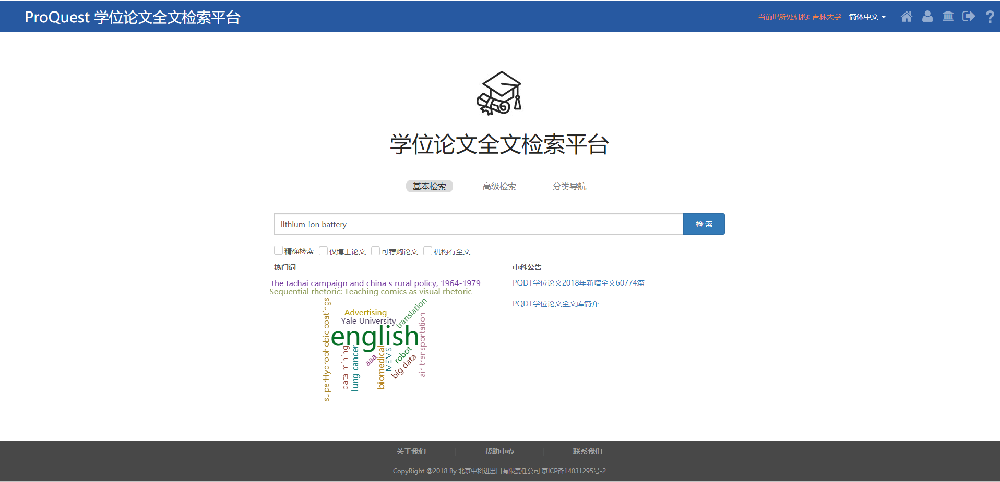 ProQuest 学位论文全文检索平台
当前IP所处机构: 吉林大学 简体中文
学位论文全文检索平台
基本检索 高级检索 分类导航
lithium-ion battery 检 索
精确检索 仅博士论文 可荐购论文 机构有全文
热门词
the tachai campaign and china s rural policy, 1964-1979
Sequential rhetoric: Teaching comics as visual rhetoric
superHydrophobic coatings
Advertising
Yale University
translation
air transportation
english
data mining
lung cancer
aaa
biomedical
MEMS
robot
big data
中科公告
PQDT学位论文2018年新增全文60774篇
PQDT学位论文全文库简介
关于我们 帮助中心 联系我们
CopyRight @2018 By 北京中科进出口有限责任公司 京ICP备14031295号-2